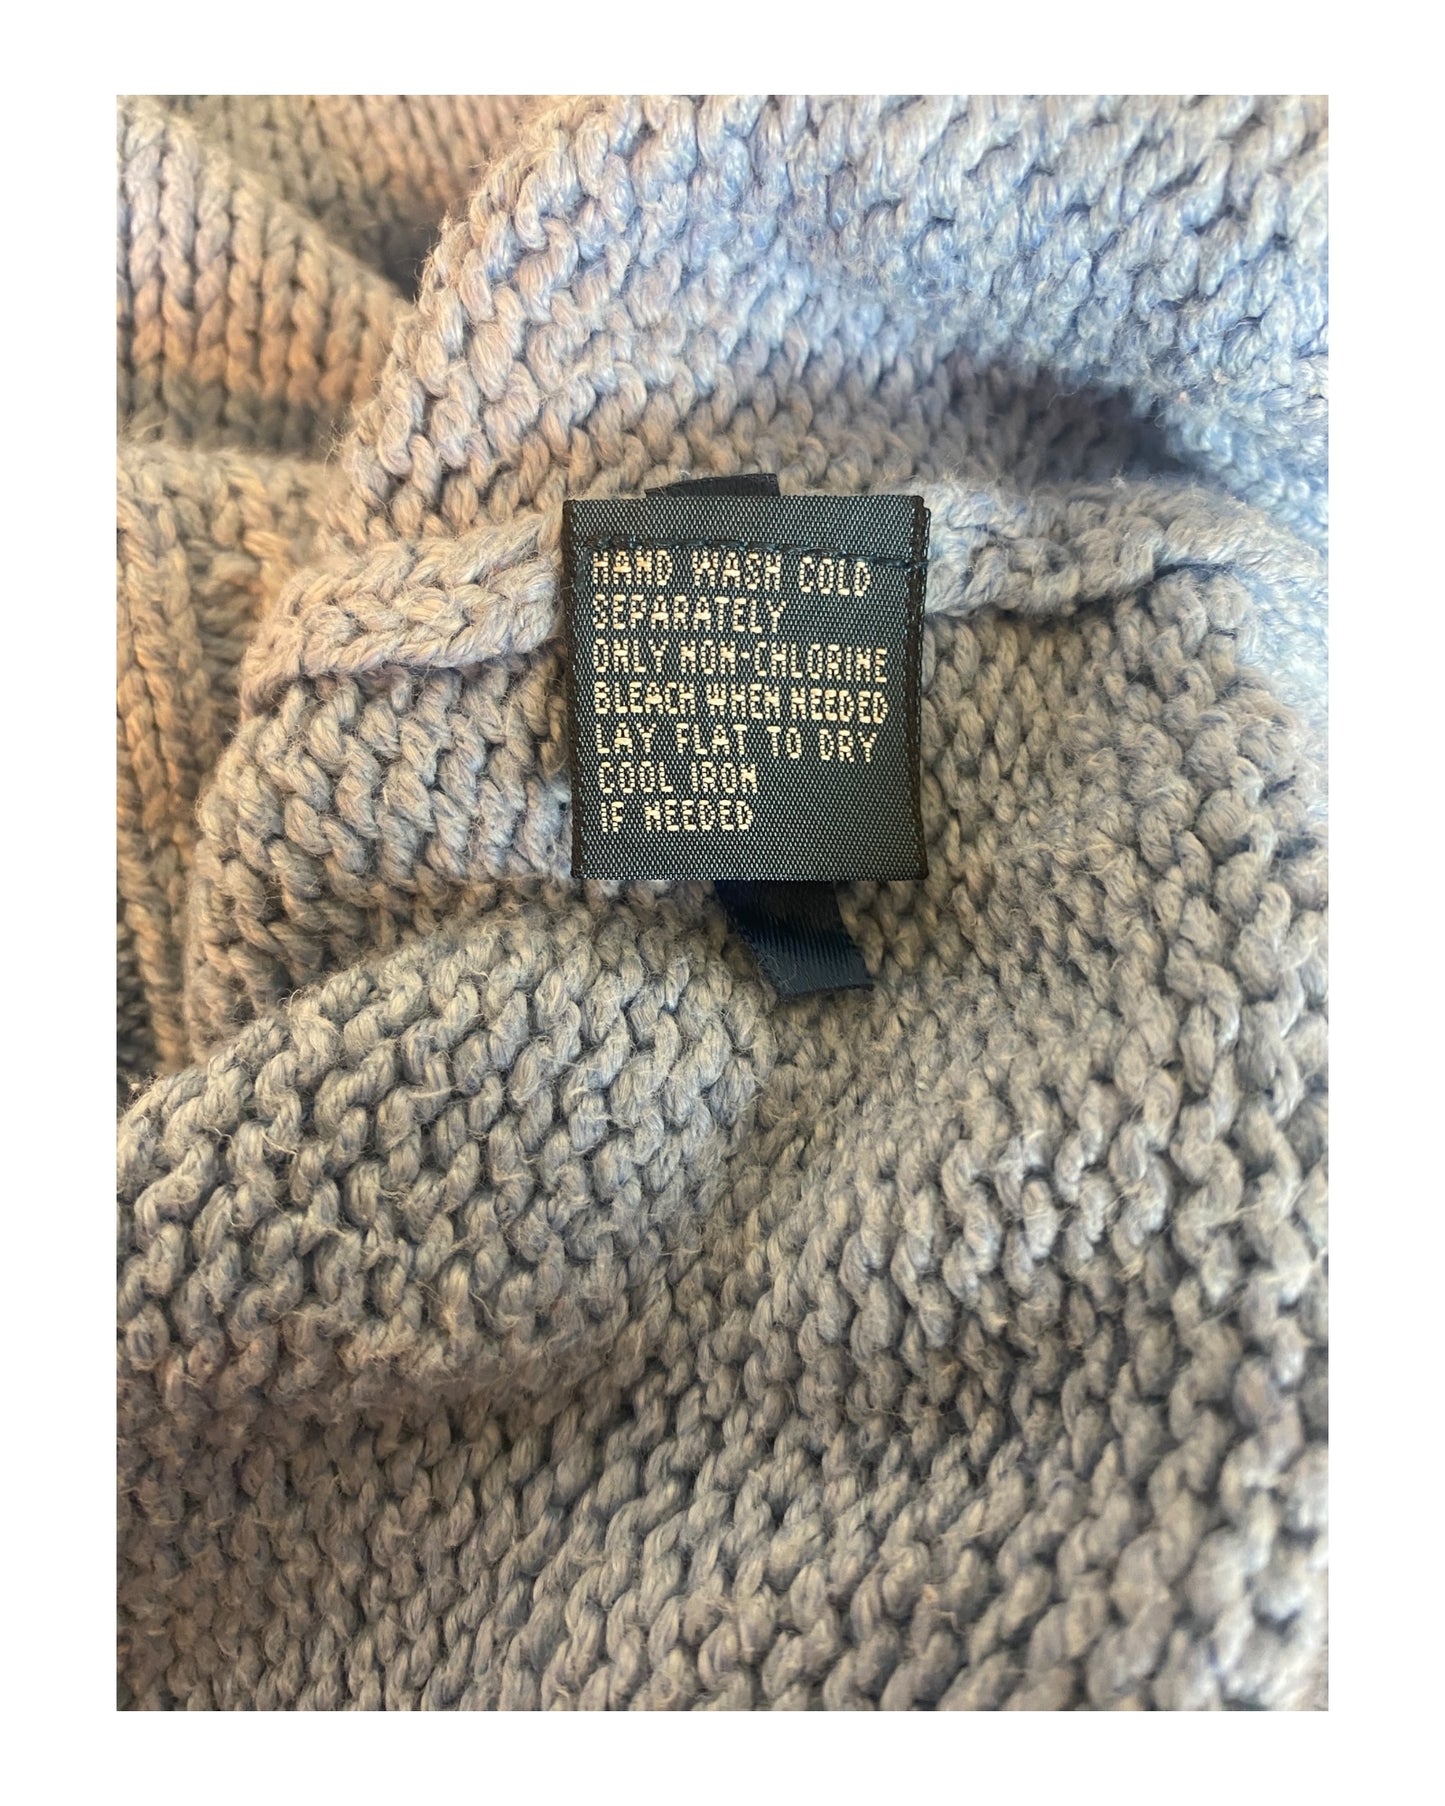 HAND WASH COLD
SEPARATELY
ONLY NON-CHLORINE
BLEACH WHEN NEEDED
LAY FLAT TO DRY
COOL IRON
IF NEEDED